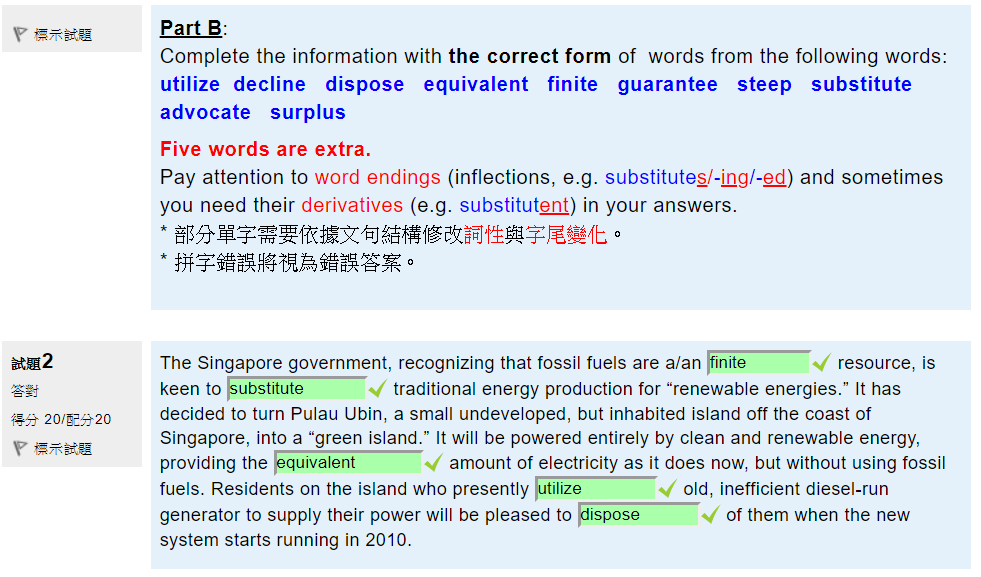 標示試題
Part B:
Complete the information with the correct form of words from the following words:
utilize decline dispose equivalent finite guarantee steep substitute
advocate surplus
Five words are extra.
Pay attention to word endings (inflections, e.g. substitutes/-ing/-ed) and sometimes
you need their derivatives (e.g. substitutent) in your answers.
* 部分單字需要依據文句結構修改詞性與字尾變化。
* 拼字錯誤將視為錯誤答案。
試題2
答對
得分 20/配分20
標示試題
The Singapore government, recognizing that fossil fuels are a/an finite resource, is
keen to substitute traditional energy production for “renewable energies.” It has
decided to turn Pulau Ubin, a small undeveloped, but inhabited island off the coast of
Singapore, into a “green island.” It will be powered entirely by clean and renewable energy,
providing the equivalent amount of electricity as it does now, but without using fossil
fuels. Residents on the island who presently utilize old, inefficient diesel-run
generator to supply their power will be pleased to dispose of them when the new
system starts running in 2010.